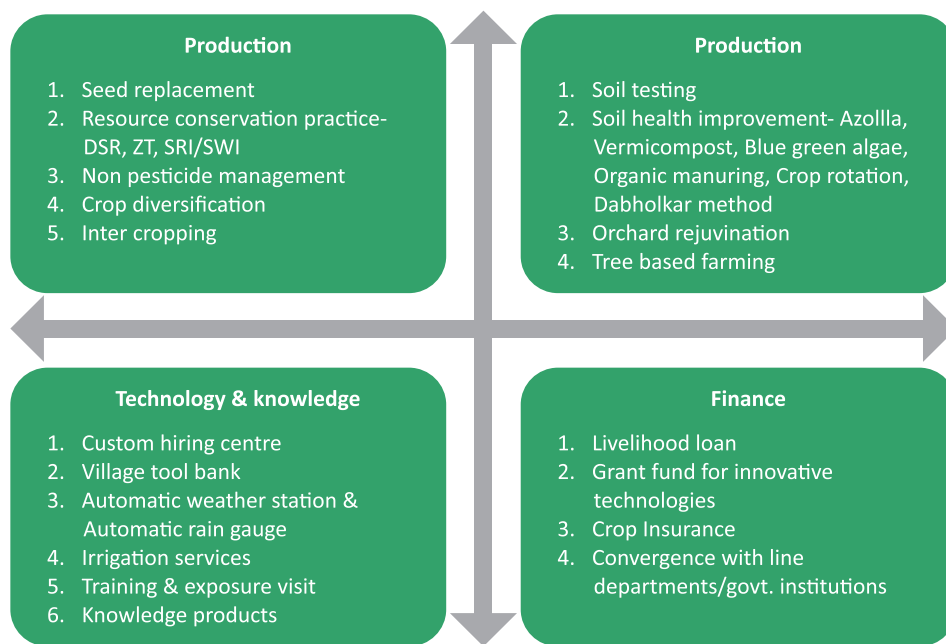 Production
1. Seed replacement
2. Resource conservation practice-
DSR, ZT, SRI/SWI
3. Non pesticide management
4. Crop diversification
5. Inter cropping
Production
1. Soil testing
2. Soil health improvement- Azollla,
Vermicompost, Blue green algae,
Organic manuring, Crop rotation,
Dabholkar method
3. Orchard rejuvination
4. Tree based farming
Technology & knowledge
1. Custom hiring centre
2. Village tool bank
3. Automatic weather station &
Automatic rain gauge
4. Irrigation services
5. Training & exposure visit
6. Knowledge products
Finance
1. Livelihood loan
2. Grant fund for innovative
technologies
3. Crop Insurance
4. Convergence with line
departments/govt. institutions